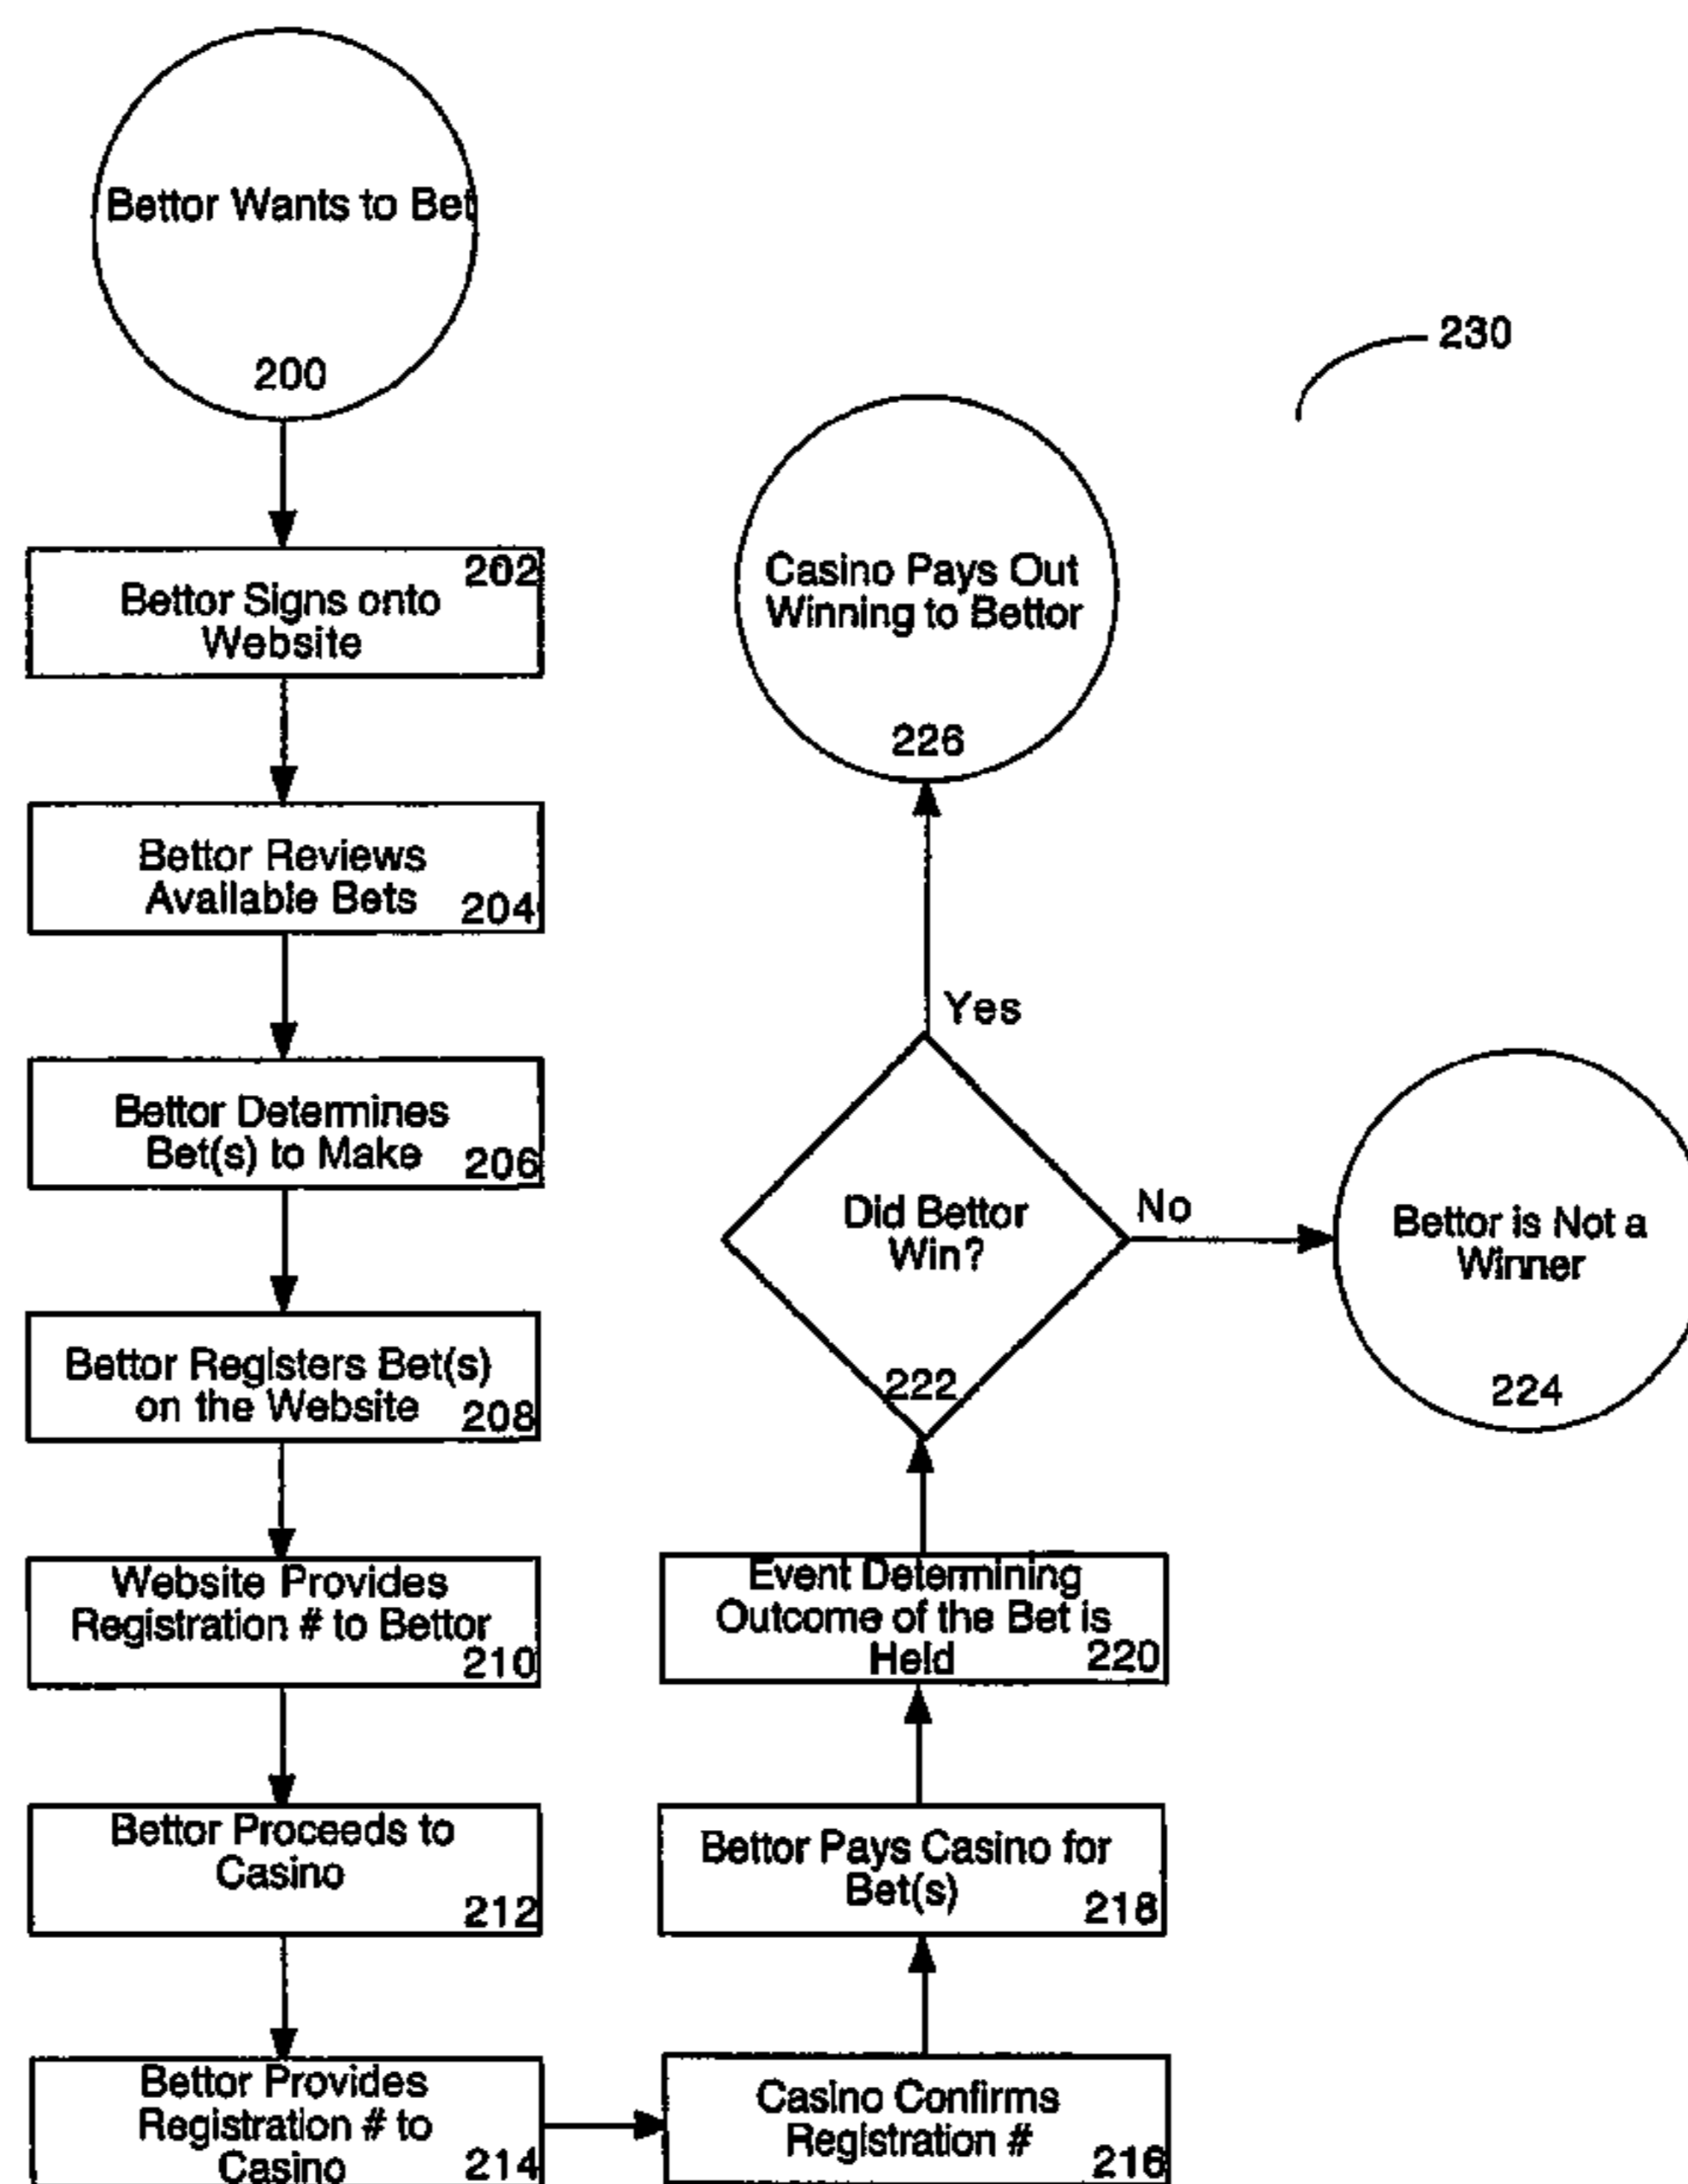 Bettor Wants to Bet
200
202
Bettor Signs onto
Website
Bettor Reviews
Available Bets
204
Bettor Determines
Bet(s) to Make
206
Bettor Registers Bet(s)
on the Website
208
Website Provides
Registration # to Bettor
210
Bettor Proceeds to
Casino
212
Bettor Provides
Registration # to
Casino
214
Casino Confirms
Registration #
216
Bettor Pays Casino for
Bet(s)
218
Event Determining
Outcome of the Bet is
Held
220
Did Bettor
Win?
222
Yes
No
Casino Pays Out
Winning to Bettor
226
Bettor is Not a
Winner
224
230